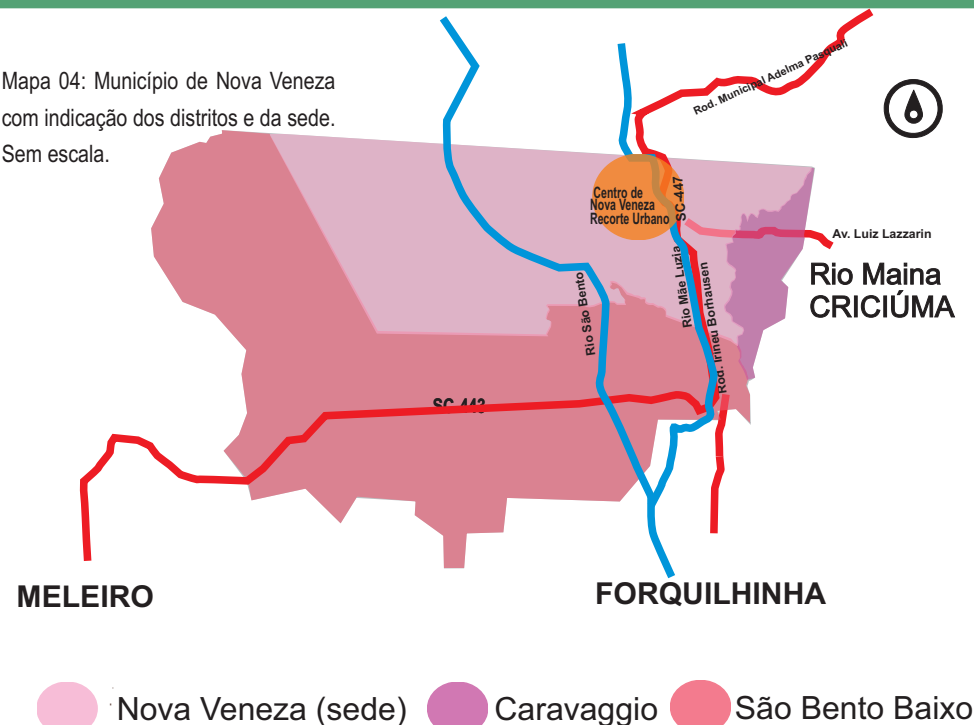 Mapa 04: Município de Nova Veneza
com indicação dos distritos e da sede.
Sem escala.
Rod. Municipal Adelma Pasquali
Centro de
Nova Veneza
Recorte Urbano
SC-447
Av. Luiz Lazzarin
Rio Maina
CRICIÚMA
Rio São Bento
Rio Mãe Luzia
Rod. Irineu Borhausen
SC-443
MELEIRO
FORQUILHINHA
Nova Veneza (sede)
Caravaggio
São Bento Baixo